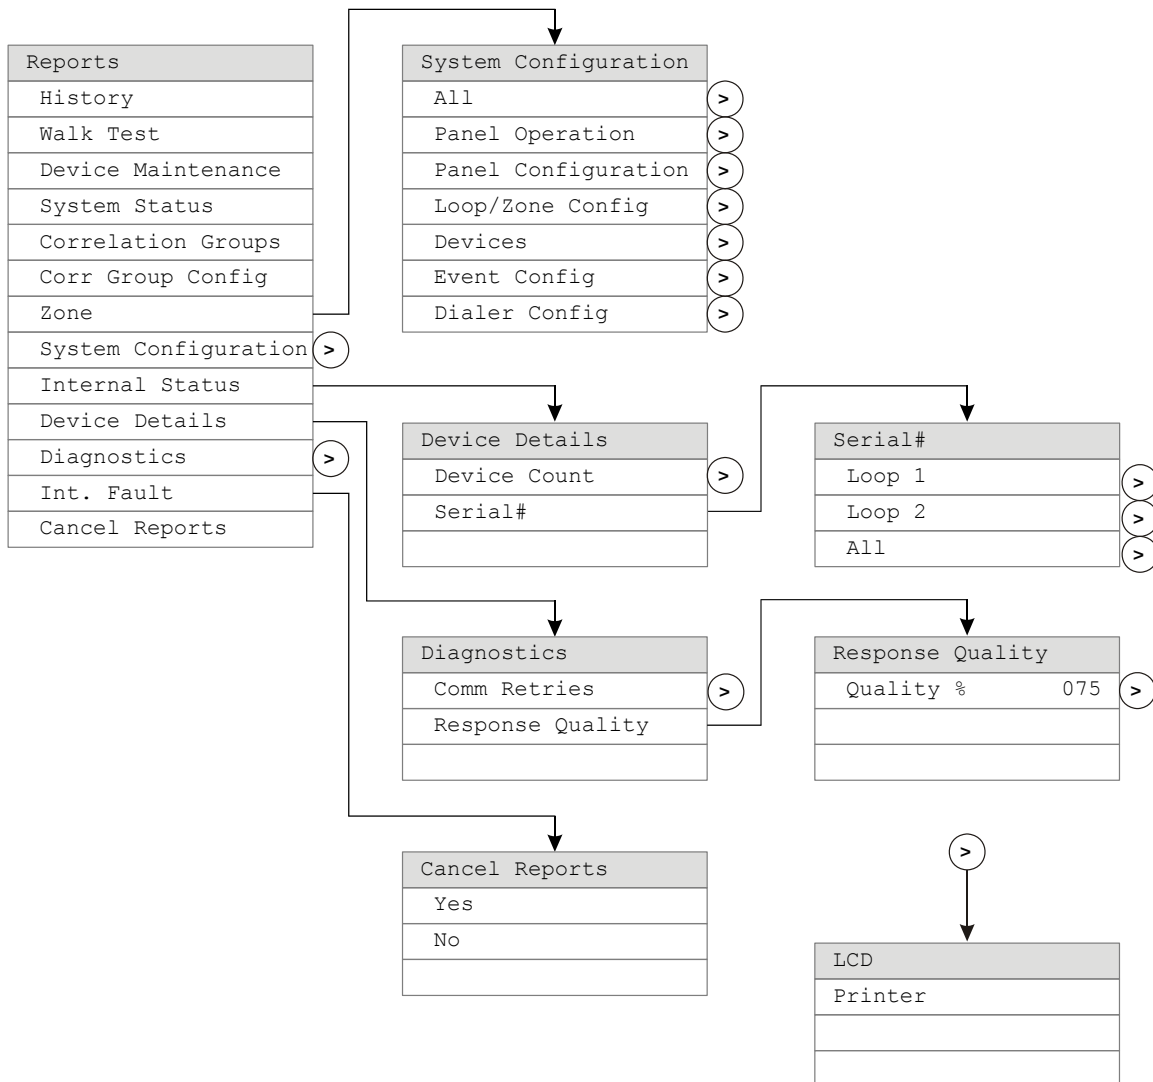 Reports
History
Walk Test
Device Maintenance
System Status
Correlation Groups
Corr Group Config
Zone
System Configuration >
Internal Status
Device Details
Diagnostics >
Int. Fault
Cancel Reports
System Configuration
All >
Panel Operation >
Panel Configuration >
Loop/Zone Config >
Devices >
Event Config >
Dialer Config >
Device Details
Device Count >
Serial#
Serial#
Loop 1 >
Loop 2 >
All >
Diagnostics
Comm Retries >
Response Quality
Response Quality
Quality % 075 >
Cancel Reports
Yes
No
>
LCD
Printer